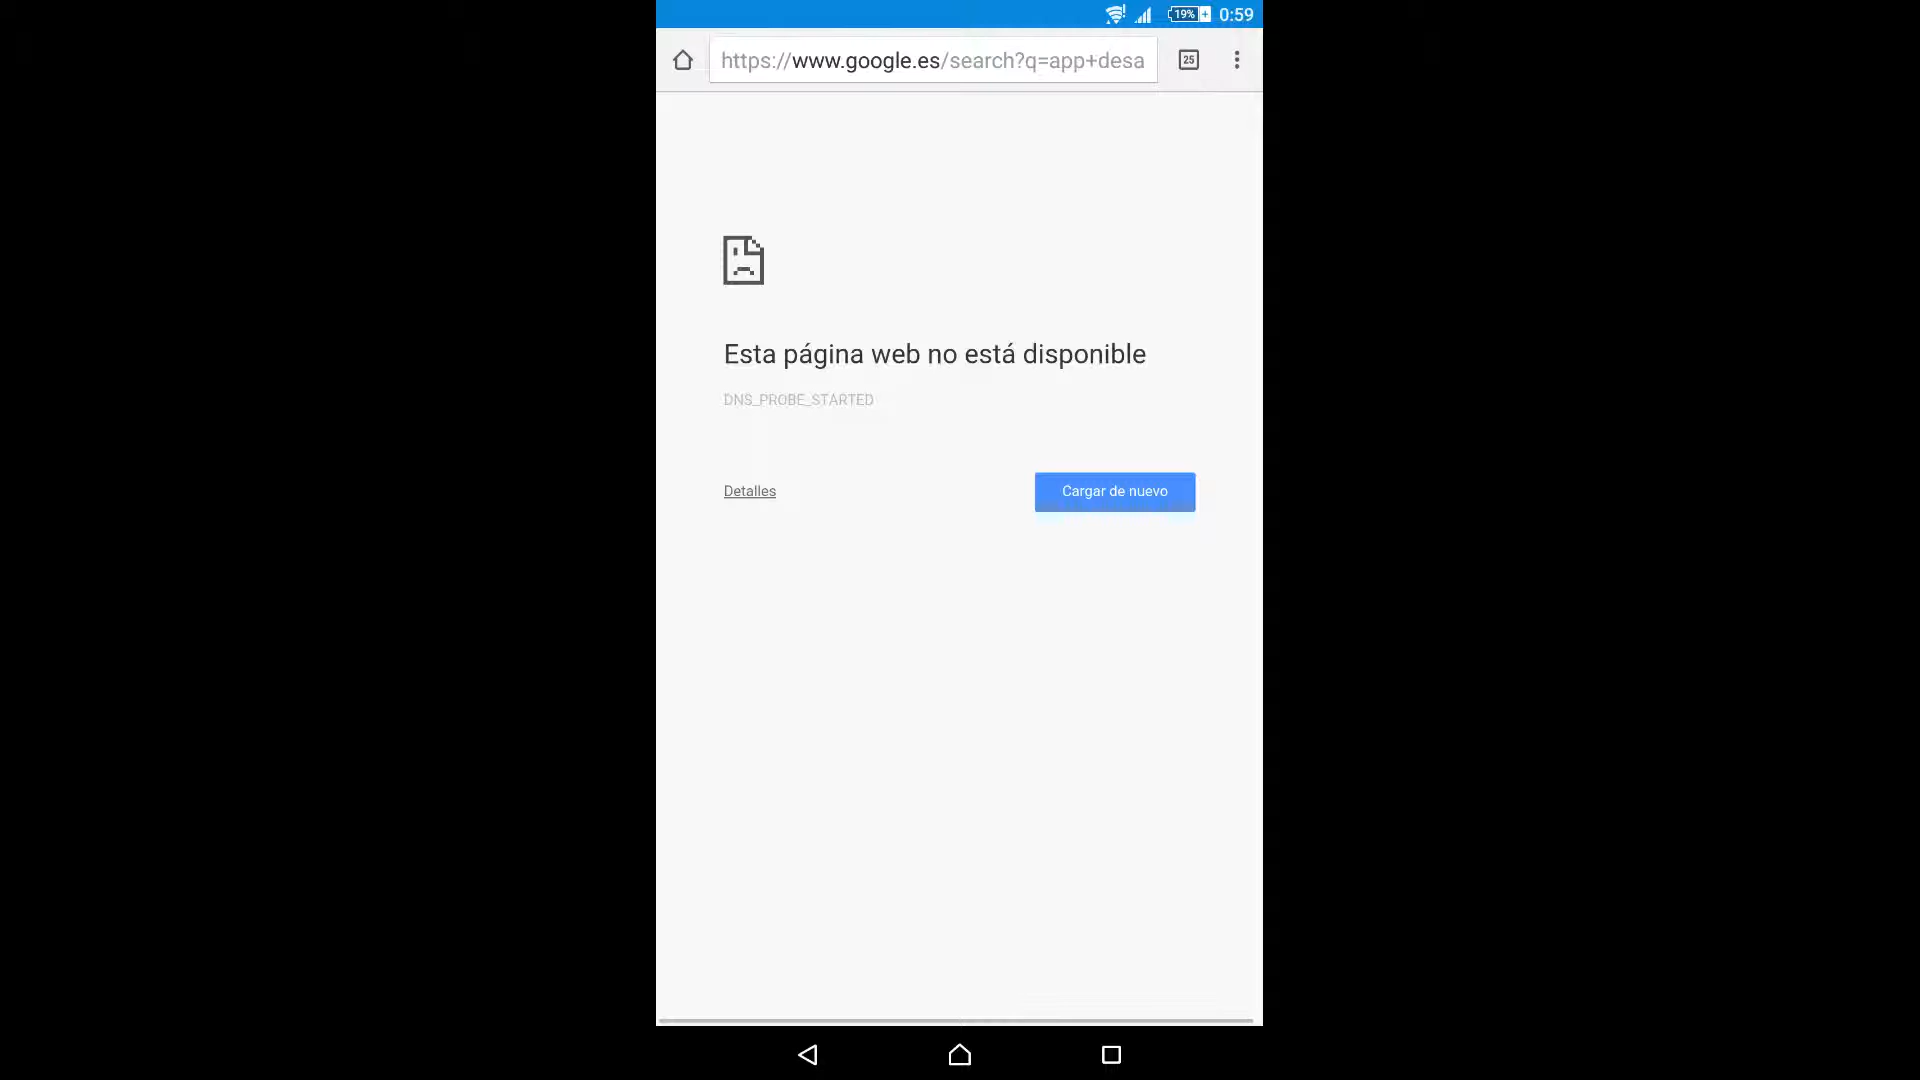 19% 0:59
https://www.google.es/search?q=app+desa
25
Esta página web no está disponible
DNS_PROBE_STARTED
Detalles
Cargar de nuevo